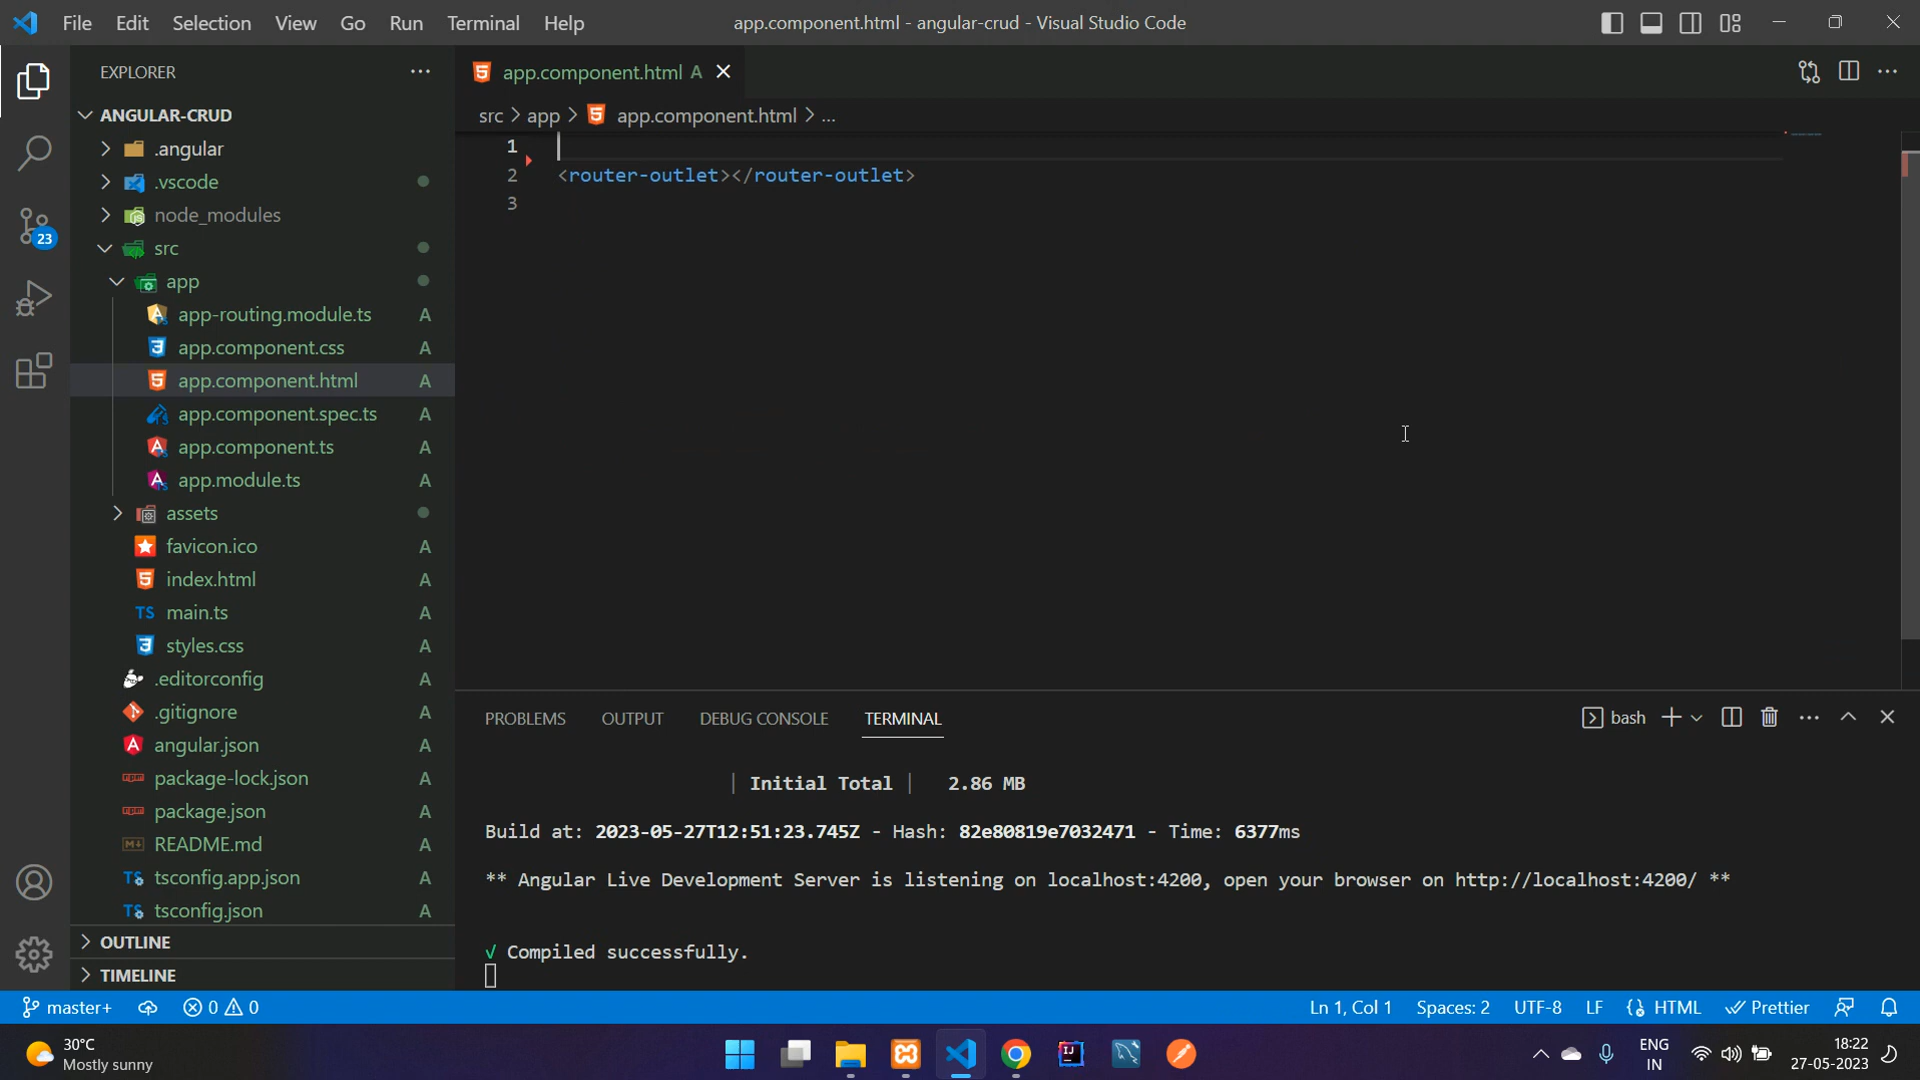 File Edit Selection View Go Run Terminal Help
app.component.html - angular-crud - Visual Studio Code
EXPLORER
ANGULAR-CRUD
.angular
.vscode
node_modules
src
app
app-routing.module.ts A
app.component.css A
app.component.html A
app.component.spec.ts A
app.component.ts A
app.module.ts A
assets
favicon.ico A
index.html A
TS main.ts A
styles.css A
.editorconfig A
.gitignore A
angular.json A
package-lock.json A
package.json A
README.md A
TS tsconfig.app.json A
TS tsconfig.json A
OUTLINE
TIMELINE
23
app.component.html A
src > app > app.component.html > ...
1
2 <router-outlet></router-outlet>
3
PROBLEMS OUTPUT DEBUG CONSOLE TERMINAL
bash
| Initial Total | 2.86 MB
Build at: 2023-05-27T12:51:23.745Z - Hash: 82e80819e7032471 - Time: 6377ms
** Angular Live Development Server is listening on localhost:4200, open your browser on http://localhost:4200/ **
√ Compiled successfully.
master+ 0 0 Ln 1, Col 1 Spaces: 2 UTF-8 LF {} HTML Prettier
30°C
Mostly sunny
IJ
ENG
IN
18:22
27-05-2023